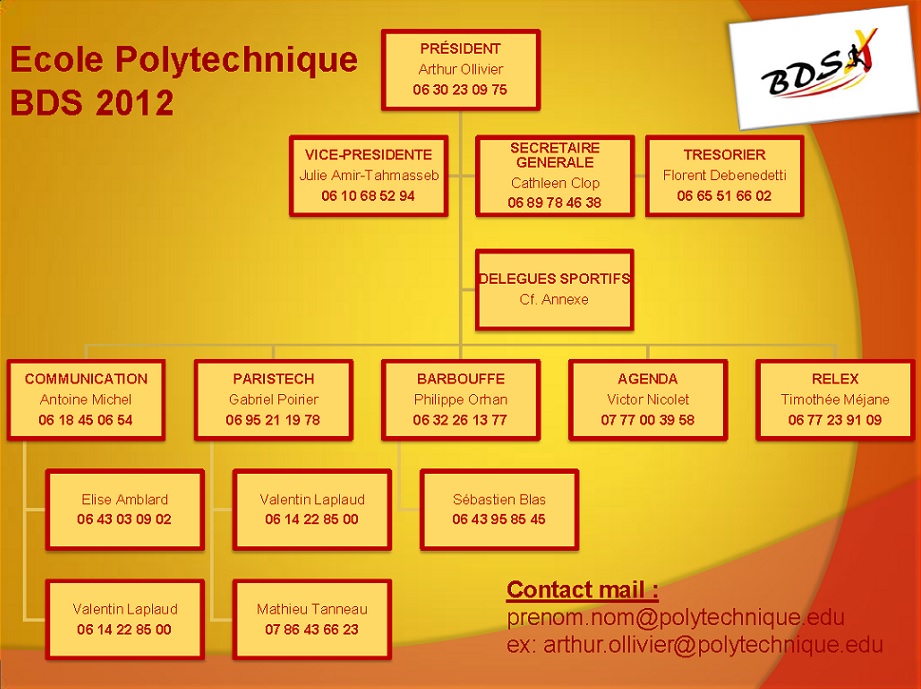 Ecole Polytechnique
BDS 2012
PRÉSIDENT
Arthur Ollivier
06 30 23 09 75
BDSX
VICE-PRESIDENTE
Julie Amir-Tahmasseb
06 10 68 52 94
SECRETAIRE
GENERALE
Cathleen Clop
06 89 78 46 38
TRESORIER
Florent Debenedetti
06 65 51 66 02
DELEGUES SPORTIFS
Cf. Annexe
COMMUNICATION
Antoine Michel
06 18 45 06 54
PARISTECH
Gabriel Poirier
06 95 21 19 78
BARBOUFFE
Philippe Orhan
06 32 26 13 77
AGENDA
Victor Nicolet
07 77 00 39 58
RELEX
Timothée Méjane
06 77 23 91 09
Elise Amblard
06 43 03 09 02
Valentin Laplaud
06 14 22 85 00
Sébastien Blas
06 43 95 85 45
Valentin Laplaud
06 14 22 85 00
Mathieu Tanneau
07 86 43 66 23
Contact mail :
prenom.nom@polytechnique.edu
ex: arthur.ollivier@polytechnique.edu